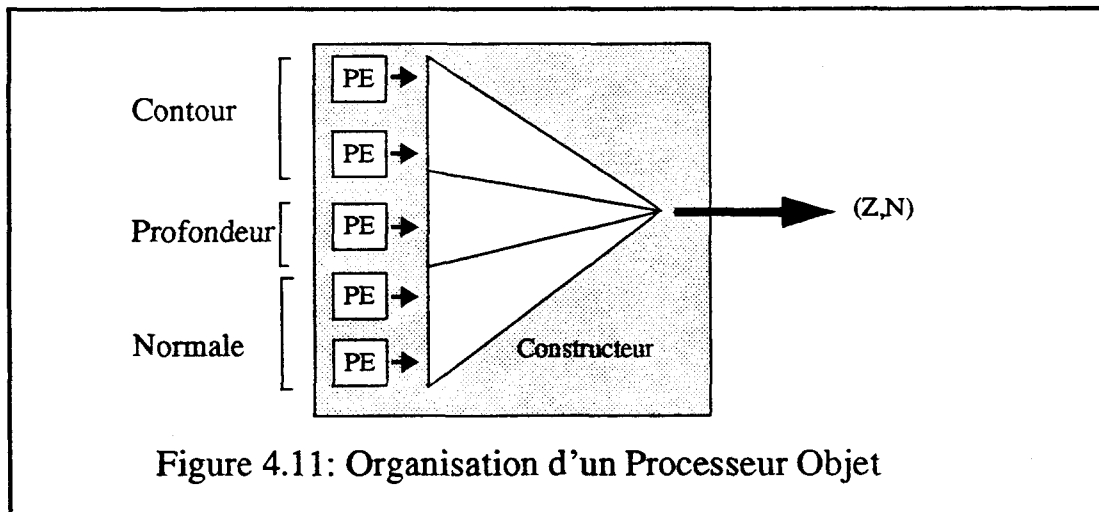 PE
Contour
PE
PE
(Z,N)
Profondeur
PE
Normale
PE
Constructeur
Figure 4.11: Organisation d'un Processeur Objet